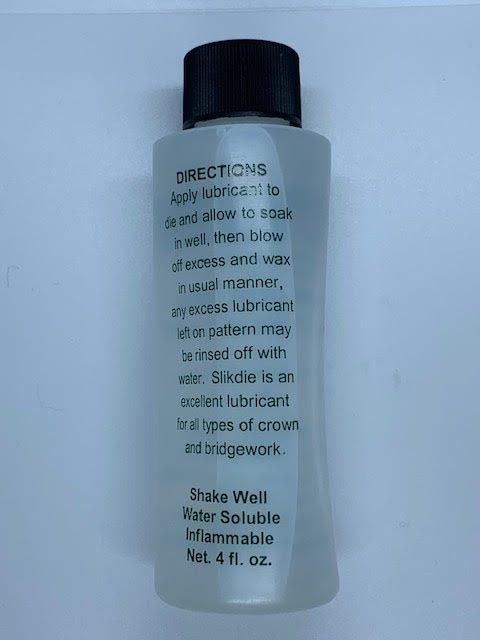 DIRECTIONS
Apply lubricant to
die and allow to soak
in well, then blow
off excess and wax
in usual manner,
any excess lubricant
left on pattern may
be rinsed off with
water. Slikdie is an
excellent lubricant
for all types of crown
and bridgework.
Shake Well
Water Soluble
Inflammable
Net. 4 fl. oz.